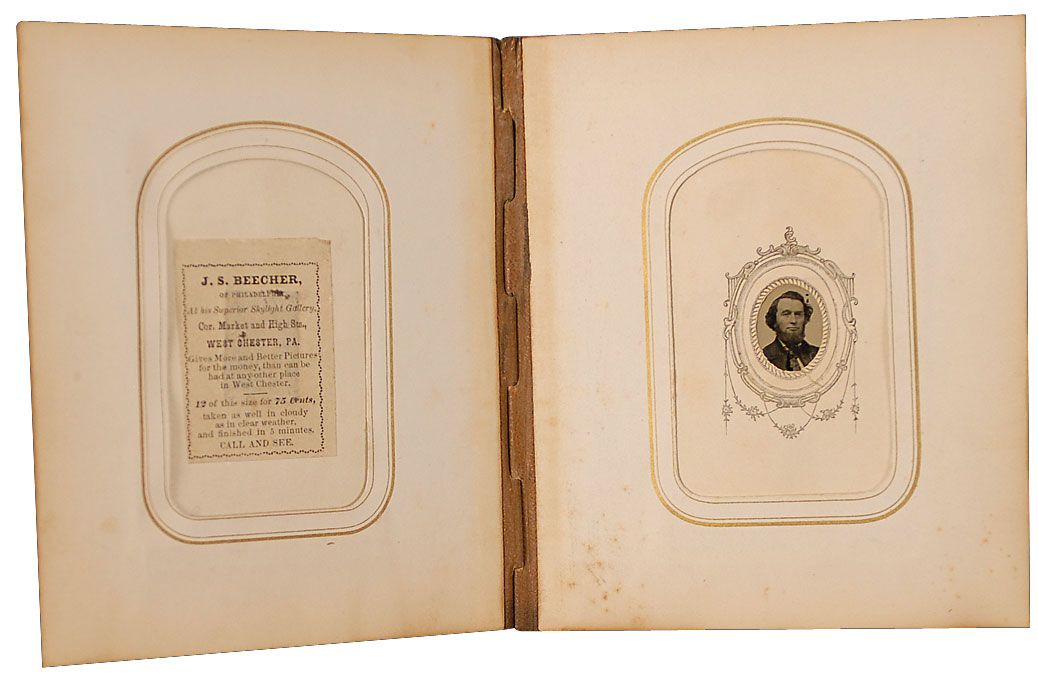 J. S. BEECHER,
OF PHILADELPHIA,
At his Superior Skylight Gallery,
Cor. Market and High Sts.,
WEST CHESTER, PA.
Gives More and Better Pictures
for the money, than can be
had at any other place
in West Chester.
12 of this size for 75 Cents,
taken as well in cloudy
as in clear weather,
and finished in 5 minutes.
CALL AND SEE.